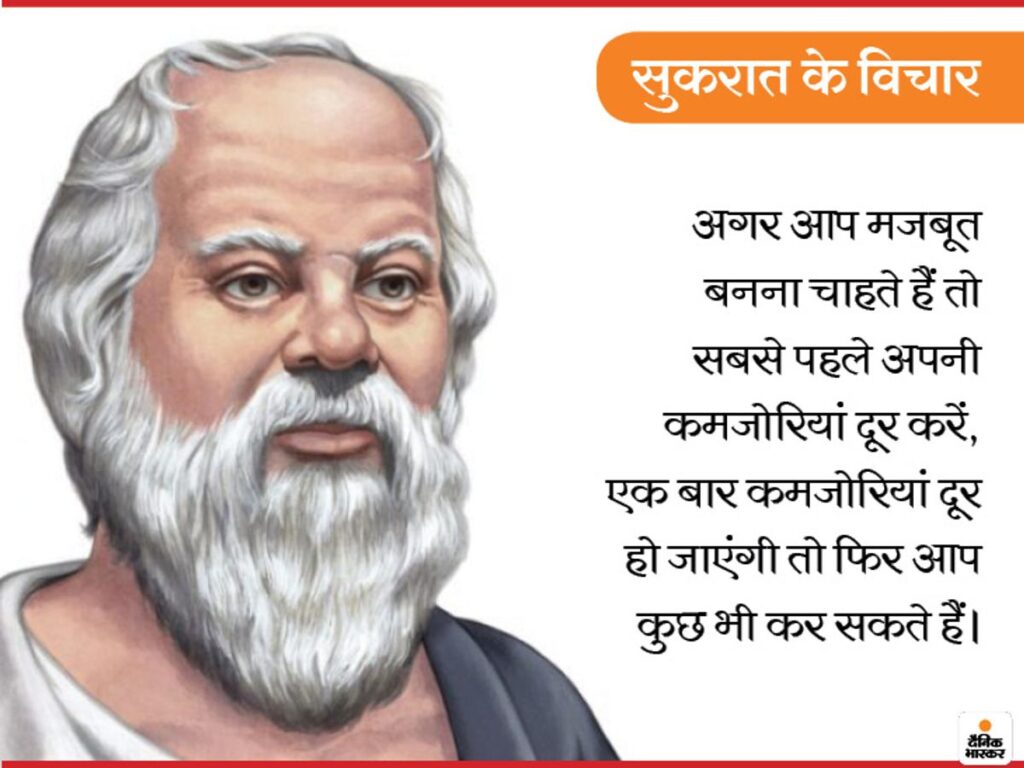 सुकरात के विचार
अगर आप मजबूत
बनना चाहते हैं तो
सबसे पहले अपनी
कमजोरियां दूर करें,
एक बार कमजोरियां दूर
हो जाएंगी तो फिर आप
कुछ भी कर सकते हैं।
दैनिक
भास्कर